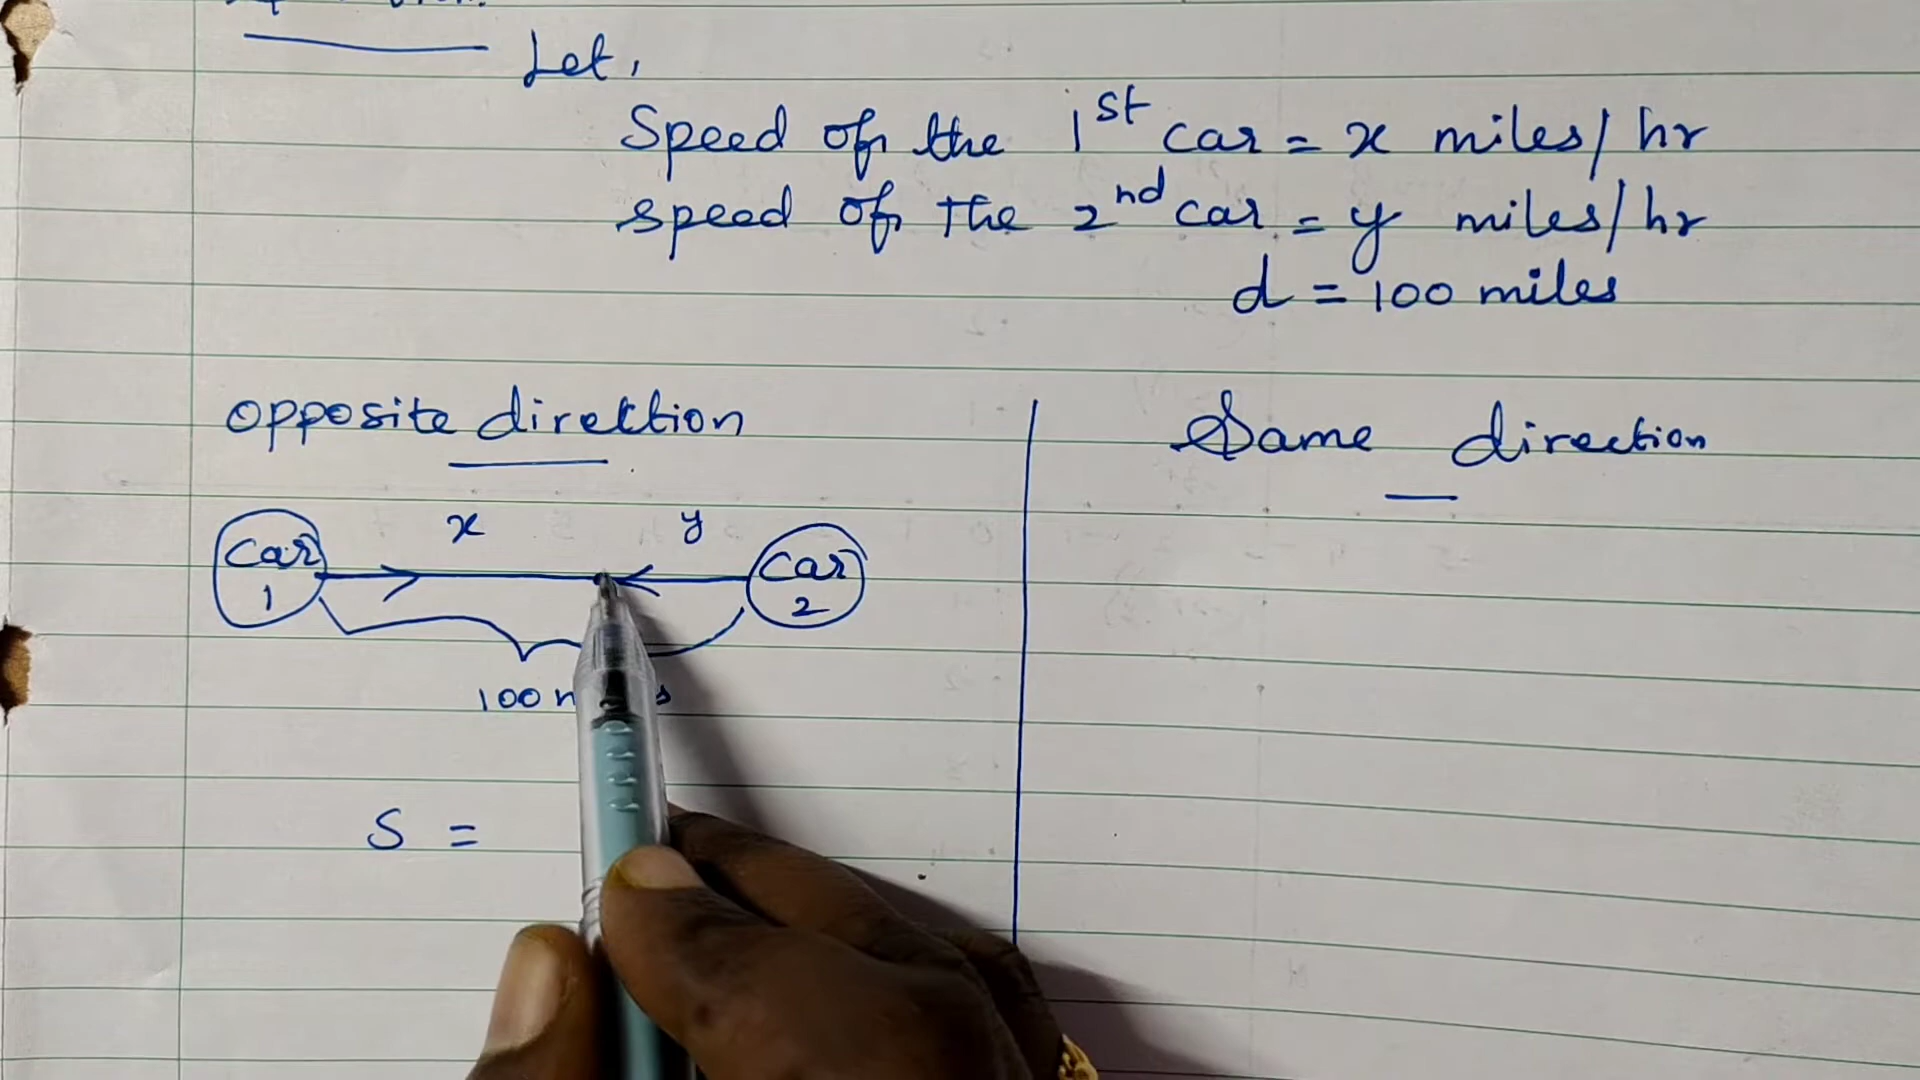 Let,
Speed of the 1st car = x miles/hr
speed of the 2nd car = y miles/hr
d = 100 miles
opposite direction
Same direction
x y
Car 1
Car 2
100
S =